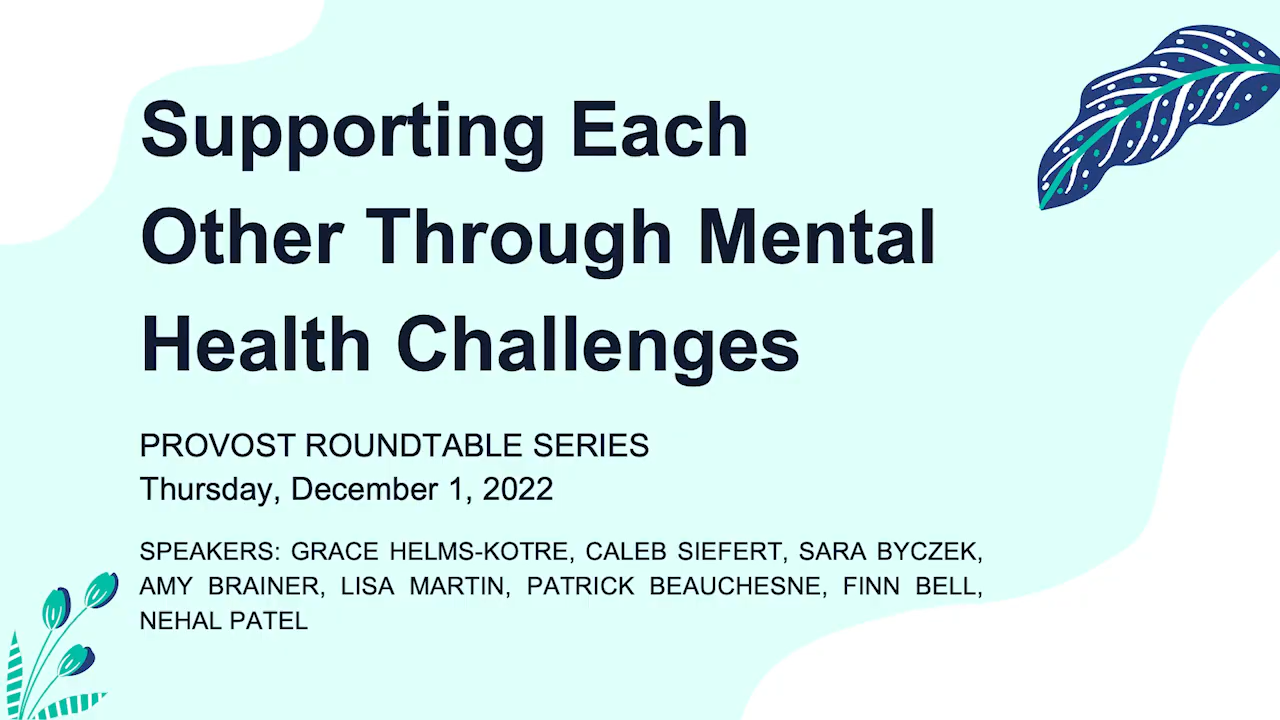 Supporting Each
Other Through Mental
Health Challenges
PROVOST ROUNDTABLE SERIES
Thursday, December 1, 2022
SPEAKERS: GRACE HELMS-KOTRE, CALEB SIEFERT, SARA BYCZEK,
AMY BRAINER, LISA MARTIN, PATRICK BEAUCHESNE, FINN BELL,
NEHAL PATEL